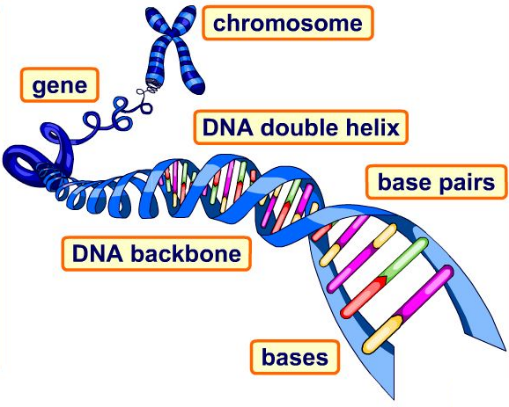 chromosome
gene
DNA double helix
base pairs
DNA backbone
bases